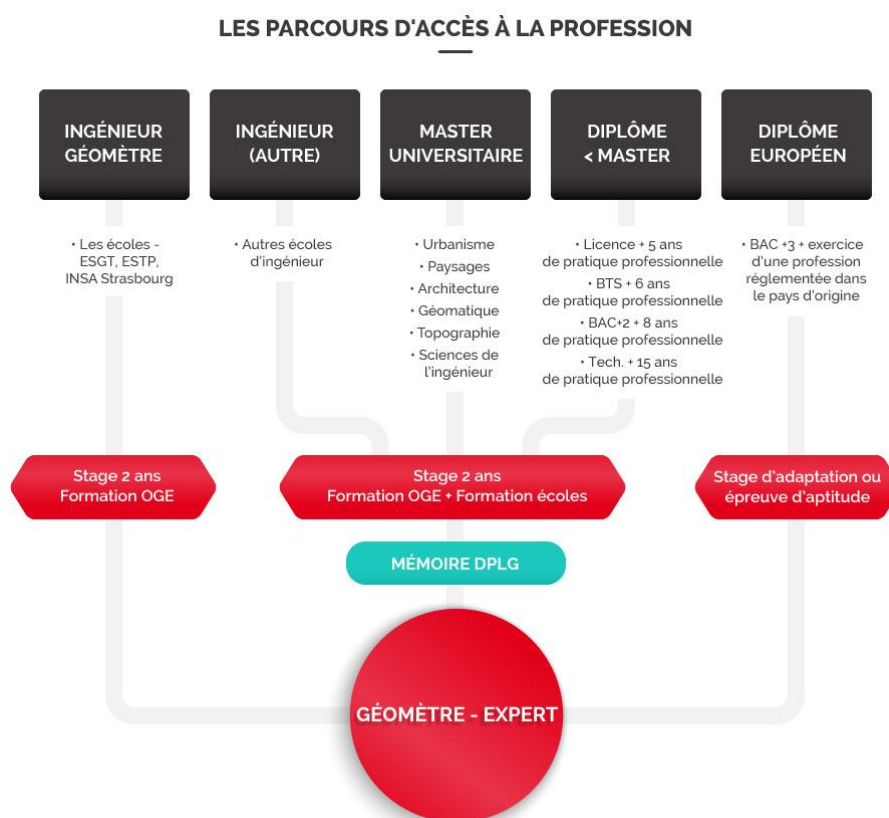 LES PARCOURS D'ACCÈS À LA PROFESSION
INGÉNIEUR
GÉOMÈTRE
INGÉNIEUR
(AUTRE)
MASTER
UNIVERSITAIRE
DIPLÔME
< MASTER
DIPLÔME
EUROPÉEN
• Les écoles -
ESGT, ESTP,
INSA Strasbourg
• Autres écoles
d'ingénieur
• Urbanisme
• Paysages
• Architecture
• Géomatique
• Topographie
• Sciences de
l'ingénieur
• Licence + 5 ans
de pratique professionnelle
• BTS + 6 ans
de pratique professionnelle
• BAC+2 + 8 ans
de pratique professionnelle
• Tech. + 15 ans
de pratique professionnelle
• BAC +3 + exercice
d'une profession
réglementée dans
le pays d'origine
Stage 2 ans
Formation OGE
Stage 2 ans
Formation OGE + Formation écoles
Stage d'adaptation ou
épreuve d'aptitude
MÉMOIRE DPLG
GÉOMÈTRE - EXPERT